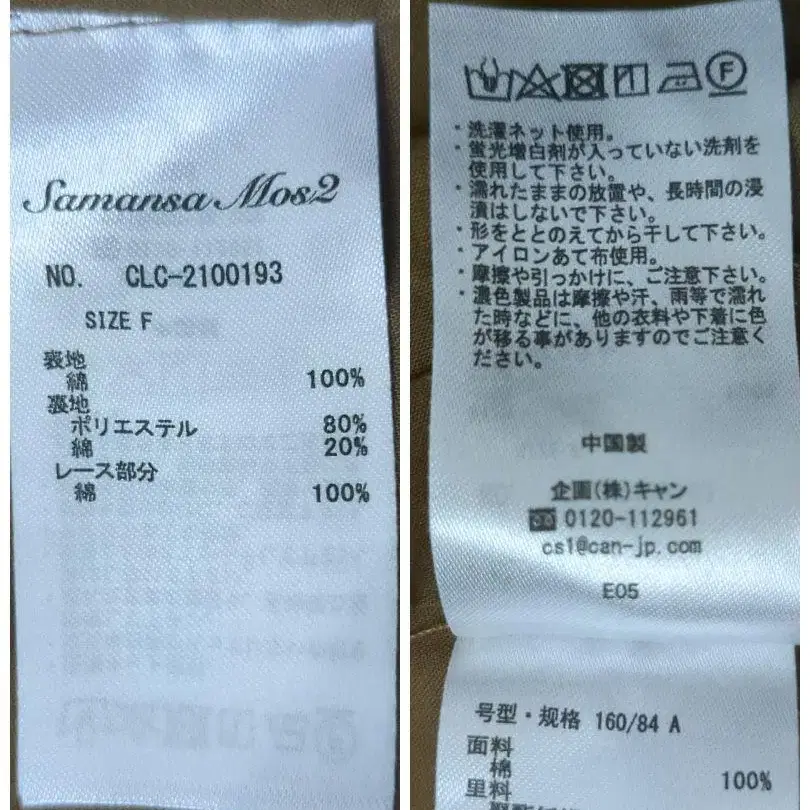 Samansa Mos2
NO. CLC-2100193
SIZE F
表地
綿 100%
裏地
ポリエステル 80%
綿 20%
レース部分
綿 100%
F
・洗濯ネット使用。
・蛍光増白剤が入っていない洗剤を
使用して下さい。
・濡れたままの放置や、長時間の浸
漬はしないで下さい。
・形をととのえてから干して下さい。
・アイロンあて布使用。
・摩擦や引っかけに、ご注意下さい。
・濃色製品は摩擦や汗、雨等で濡れ
た時などに、他の衣料や下着に色
が移る事がありますのでご注意く
ださい。
中国製
企画(株)キャン
0120-112961
cs1@can-jp.com
E05
号型・规格 160/84 A
面料
棉 100%
里料